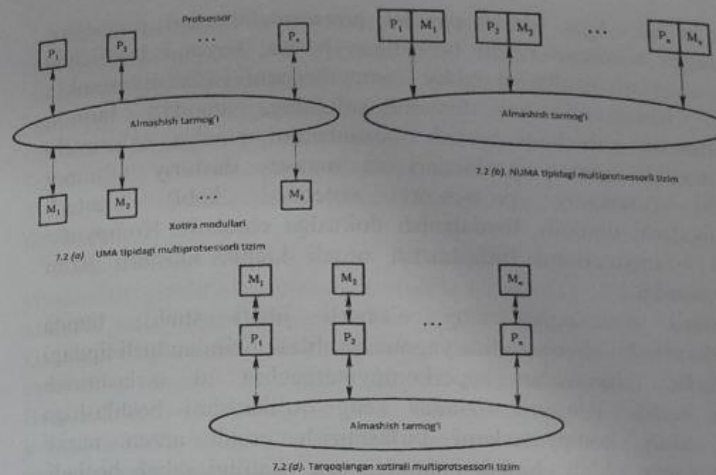 Protsessor
P₁ P₂ ... Pₙ
Almashish tarmog'i
M₁ M₂ ...
Xotira modullari
7.2 (a) UMA tipidagi multiprotsessorli tizim
P₁ M₁ P₂ M₂ ... Pₙ Mₙ
Almashish tarmog'i
7.2 (b). NUMA tipidagi multiprotsessorli tizim
M₁ M₂ Mₙ
P₁ P₂ ... Pₙ
Almashish tarmog'i
7.2 (d). Tarqoqlangan xotirali multiprotsessorli tizim